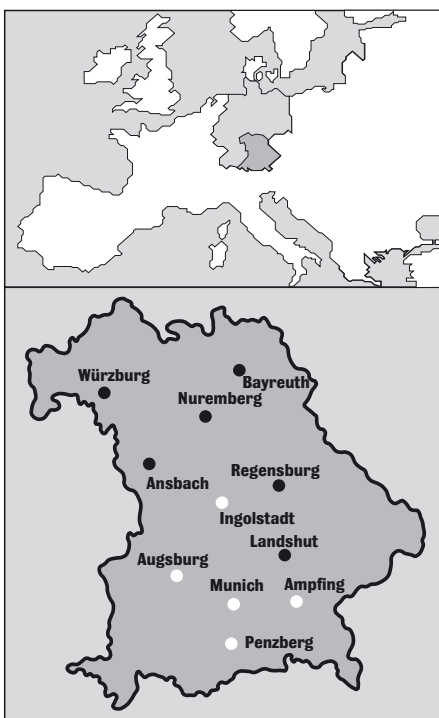 Würzburg
Bayreuth
Nuremberg
Ansbach
Regensburg
Ingolstadt
Landshut
Augsburg
Munich
Ampfing
Penzberg